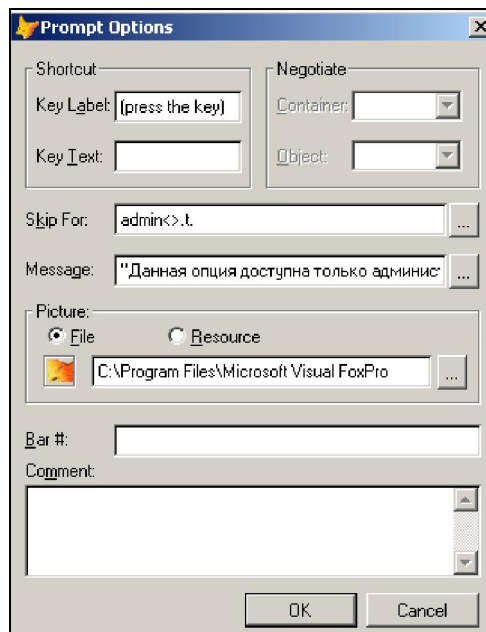 Prompt Options
Shortcut
Negotiate
Key Label: (press the key)
Container:
Key Text:
Object:
Skip For: admin<>.t. ...
Message: "Данная опция доступна только админис ...
Picture:
File Resource
C:\Program Files\Microsoft Visual FoxPro ...
Bar #:
Comment:
OK Cancel